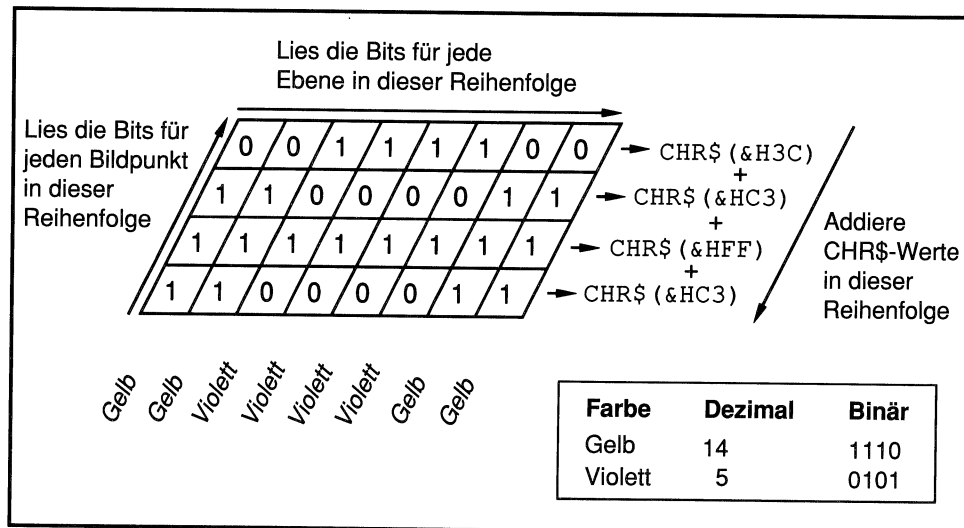 Lies die Bits für jede
Ebene in dieser Reihenfolge
Lies die Bits für
jeden Bildpunkt
in dieser
Reihenfolge
0 0 1 1 1 1 0 0 CHR$(&H3C)
+
1 1 0 0 0 0 1 1 CHR$(&HC3)
+
1 1 1 1 1 1 1 1 CHR$(&HFF)
+
1 1 0 0 0 0 1 1 CHR$(&HC3)
Addiere
CHR$-Werte
in dieser
Reihenfolge
Gelb
Gelb
Violett
Violett
Violett
Violett
Gelb
Gelb
Farbe Dezimal Binär
Gelb 14 1110
Violett 5 0101